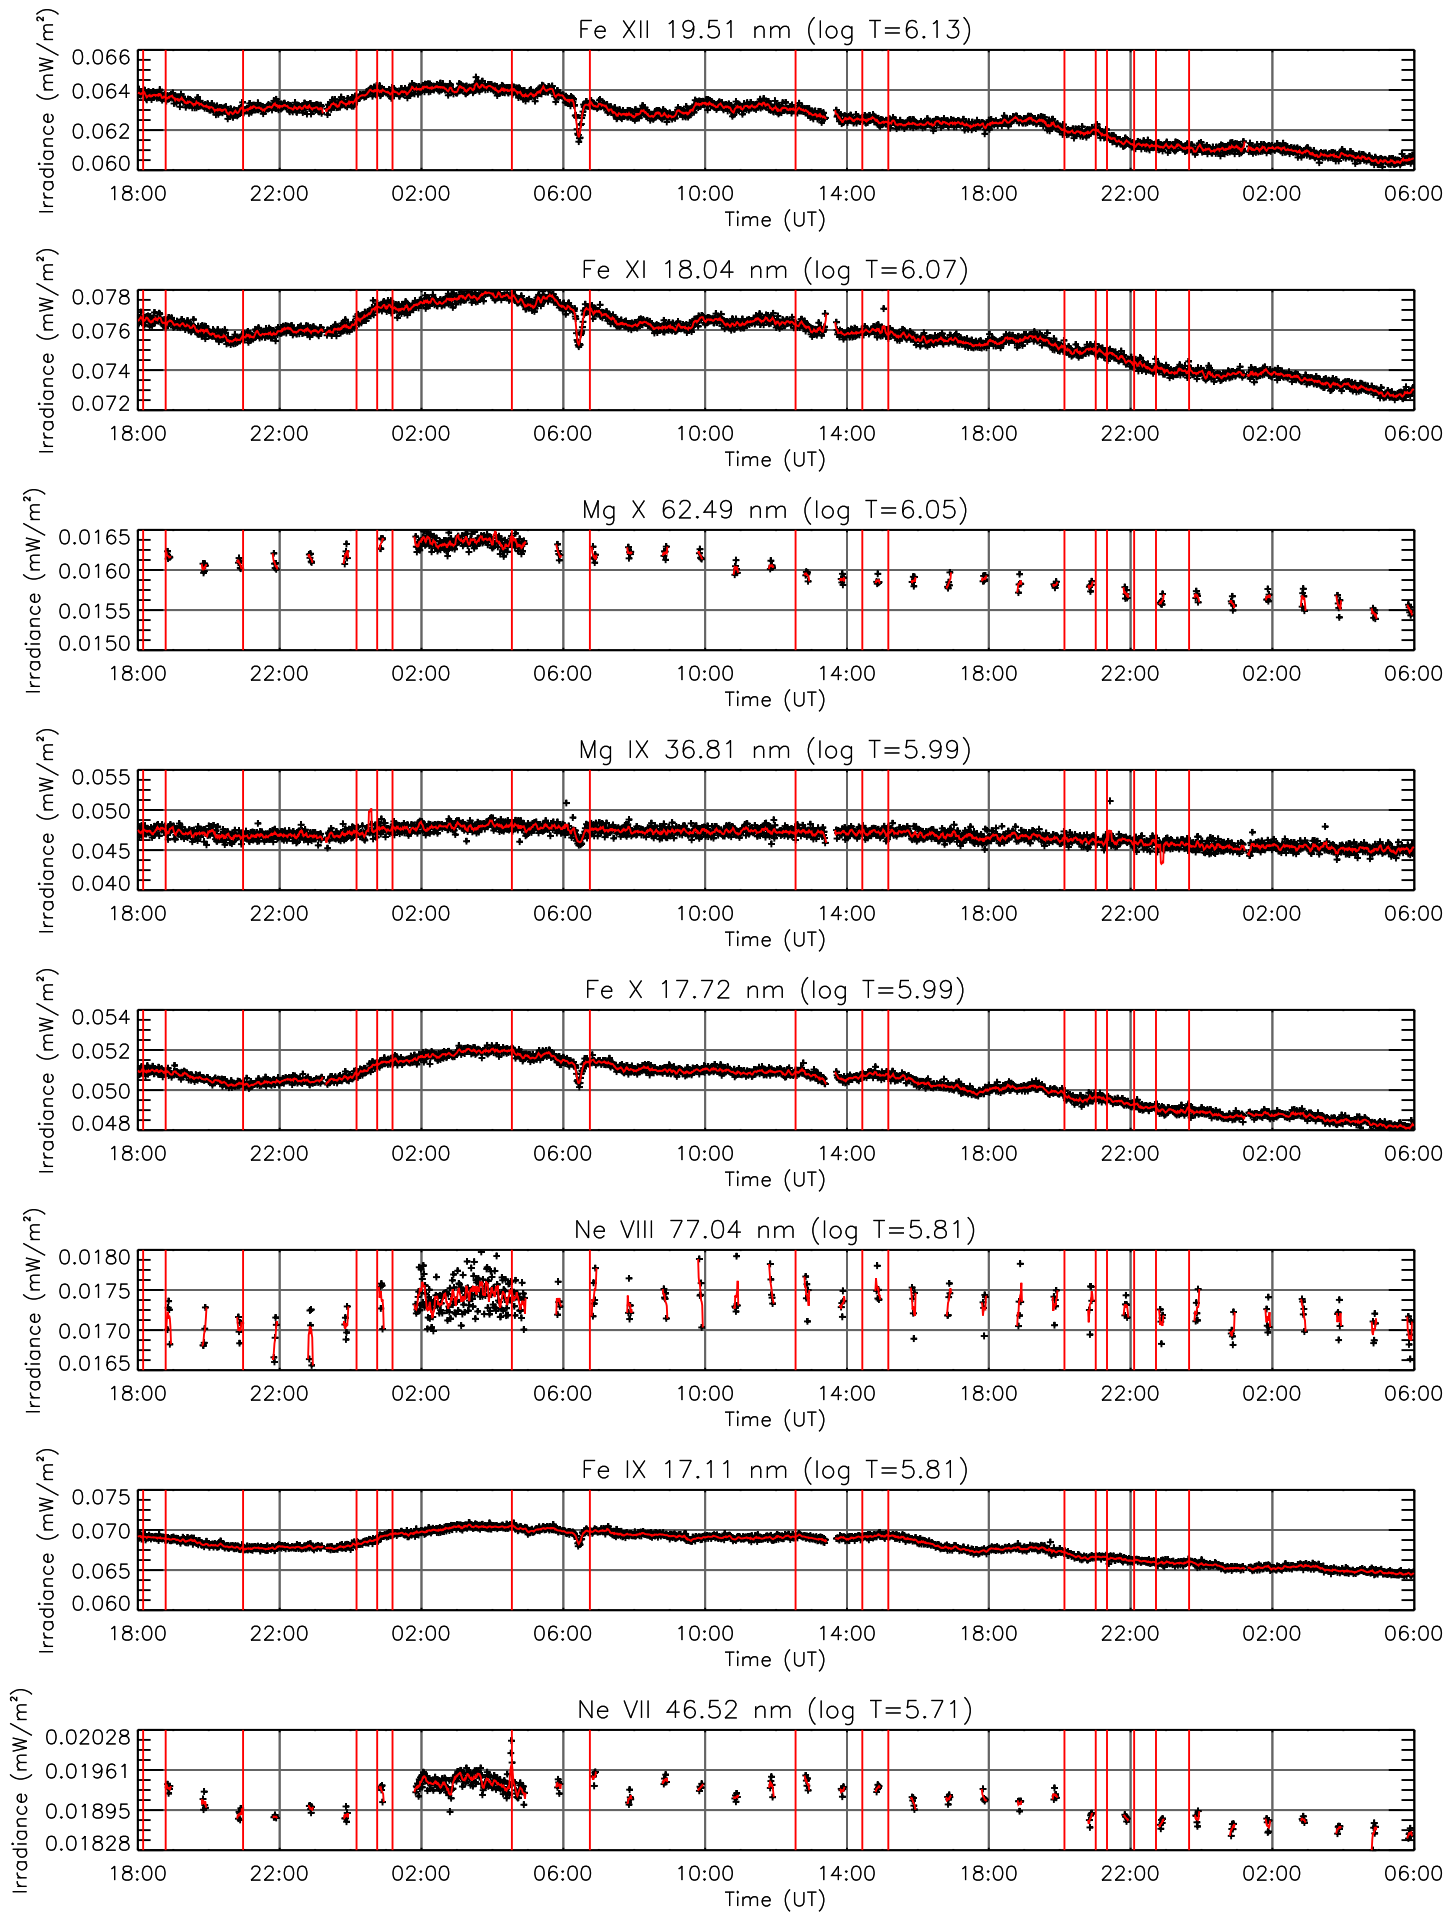 Fe XII 19.51 nm (log T=6.13)
Irradiance (mW/m²)
0.066
0.064
0.062
0.060
18:00 22:00 02:00 06:00 10:00 14:00 18:00 22:00 02:00 06:00
Time (UT)
Fe XI 18.04 nm (log T=6.07)
Irradiance (mW/m²)
0.078
0.076
0.074
0.072
18:00 22:00 02:00 06:00 10:00 14:00 18:00 22:00 02:00 06:00
Time (UT)
Mg X 62.49 nm (log T=6.05)
Irradiance (mW/m²)
0.0165
0.0160
0.0155
0.0150
18:00 22:00 02:00 06:00 10:00 14:00 18:00 22:00 02:00 06:00
Time (UT)
Mg IX 36.81 nm (log T=5.99)
Irradiance (mW/m²)
0.055
0.050
0.045
0.040
18:00 22:00 02:00 06:00 10:00 14:00 18:00 22:00 02:00 06:00
Time (UT)
Fe X 17.72 nm (log T=5.99)
Irradiance (mW/m²)
0.054
0.052
0.050
0.048
18:00 22:00 02:00 06:00 10:00 14:00 18:00 22:00 02:00 06:00
Time (UT)
Ne VIII 77.04 nm (log T=5.81)
Irradiance (mW/m²)
0.0180
0.0175
0.0170
0.0165
18:00 22:00 02:00 06:00 10:00 14:00 18:00 22:00 02:00 06:00
Time (UT)
Fe IX 17.11 nm (log T=5.81)
Irradiance (mW/m²)
0.075
0.070
0.065
0.060
18:00 22:00 02:00 06:00 10:00 14:00 18:00 22:00 02:00 06:00
Time (UT)
Ne VII 46.52 nm (log T=5.71)
Irradiance (mW/m²)
0.02028
0.01961
0.01895
0.01828
18:00 22:00 02:00 06:00 10:00 14:00 18:00 22:00 02:00 06:00
Time (UT)